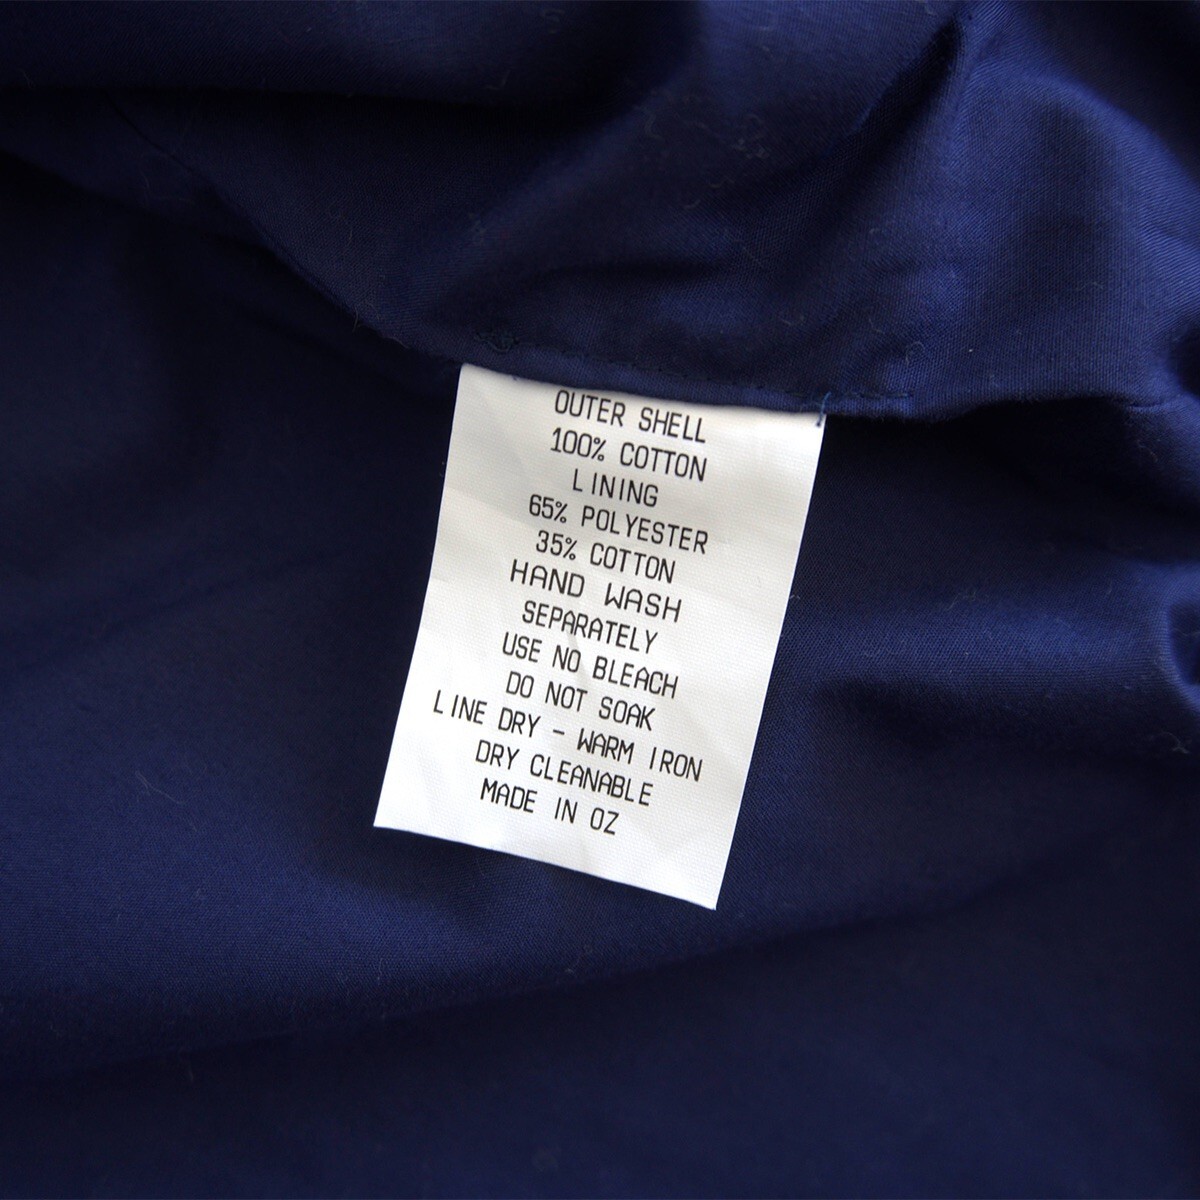 OUTER SHELL
100% COTTON
LINING
65% POLYESTER
35% COTTON
HAND WASH
SEPARATELY
USE NO BLEACH
DO NOT SOAK
LINE DRY - WARM IRON
DRY CLEANABLE
MADE IN OZ